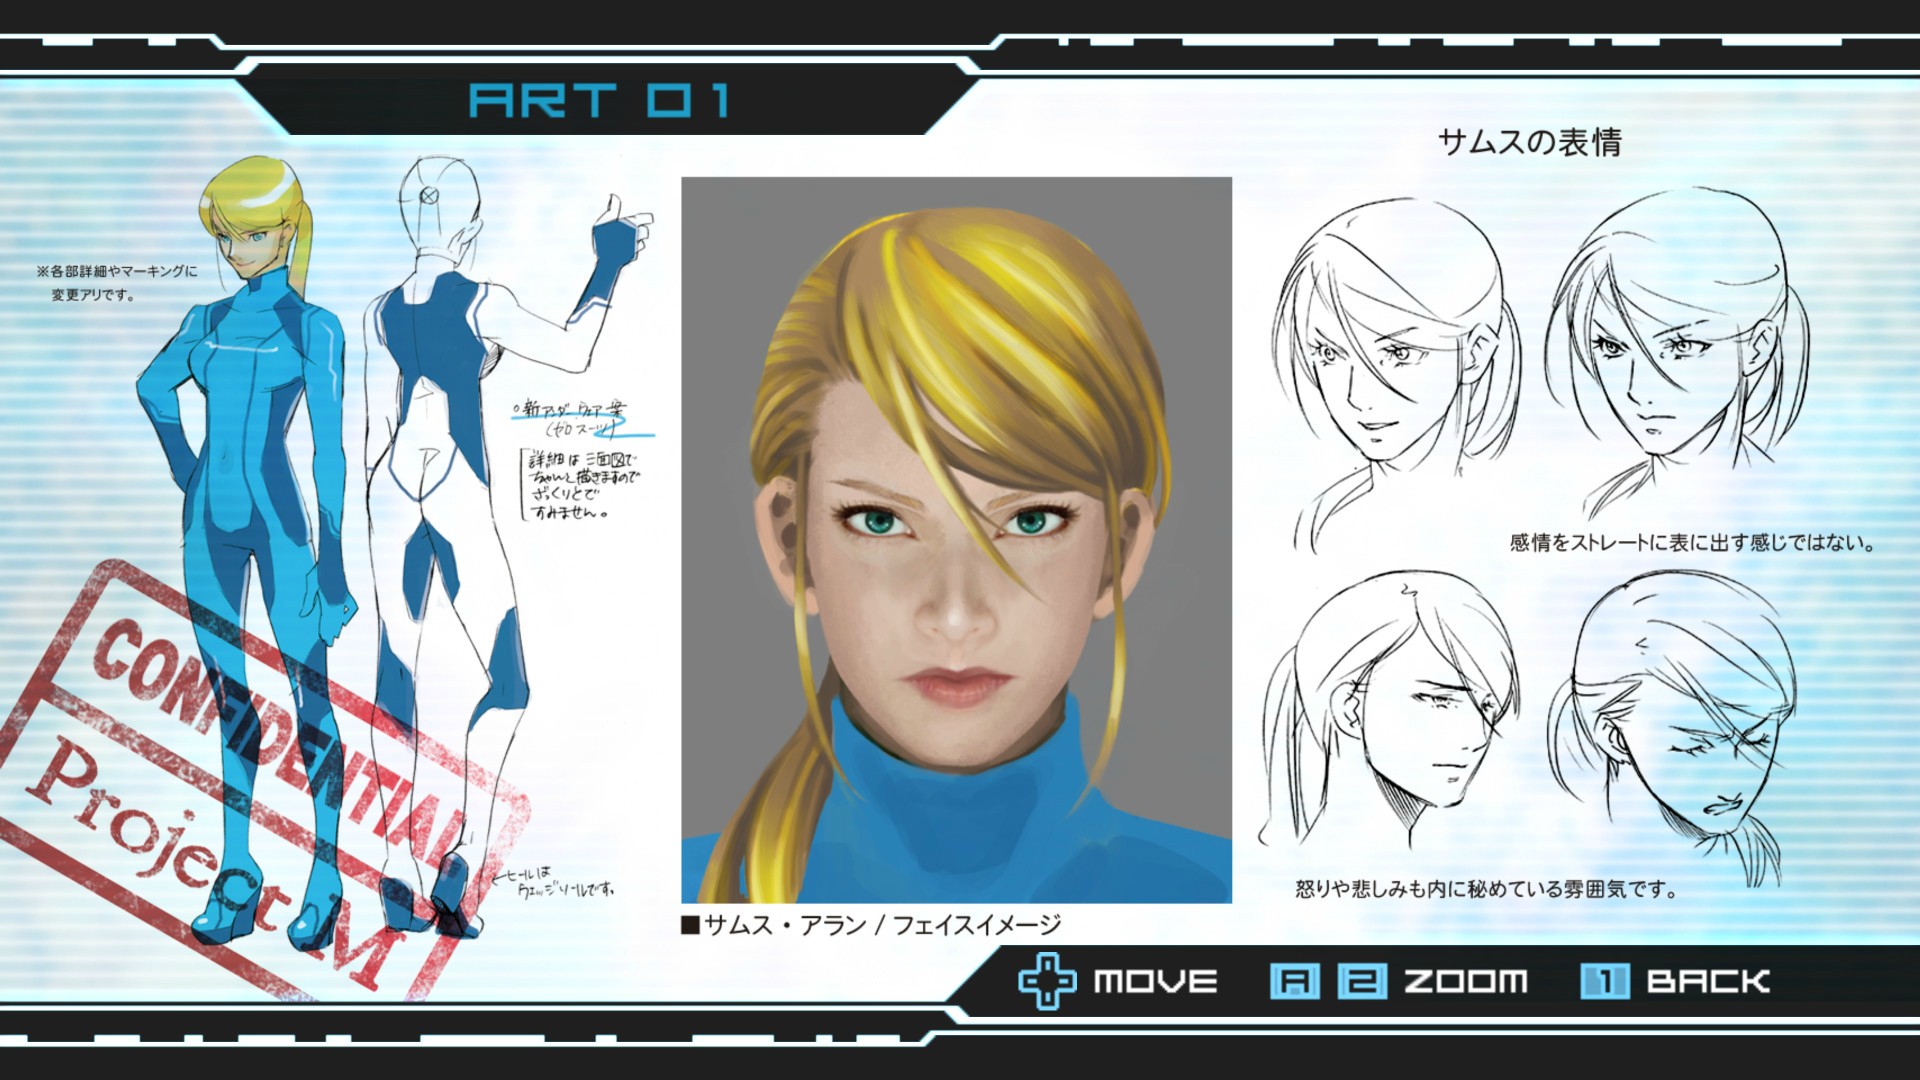 ART 01
※各部詳細やマーキングに
変更アリです。
○新アンダーウェアー案
(ゼロスーツ)
詳細は三面図で
ちゃんと描きますので
ざっくりとで
すみません。
←ヒールは
ウェッジソールです。
CONFIDENTIAL
Project M
■サムス・アラン / フェイスイメージ
サムスの表情
感情をストレートに表に出す感じではない。
怒りや悲しみも内に秘めている雰囲気です。
MOVE A 2 ZOOM 1 BACK